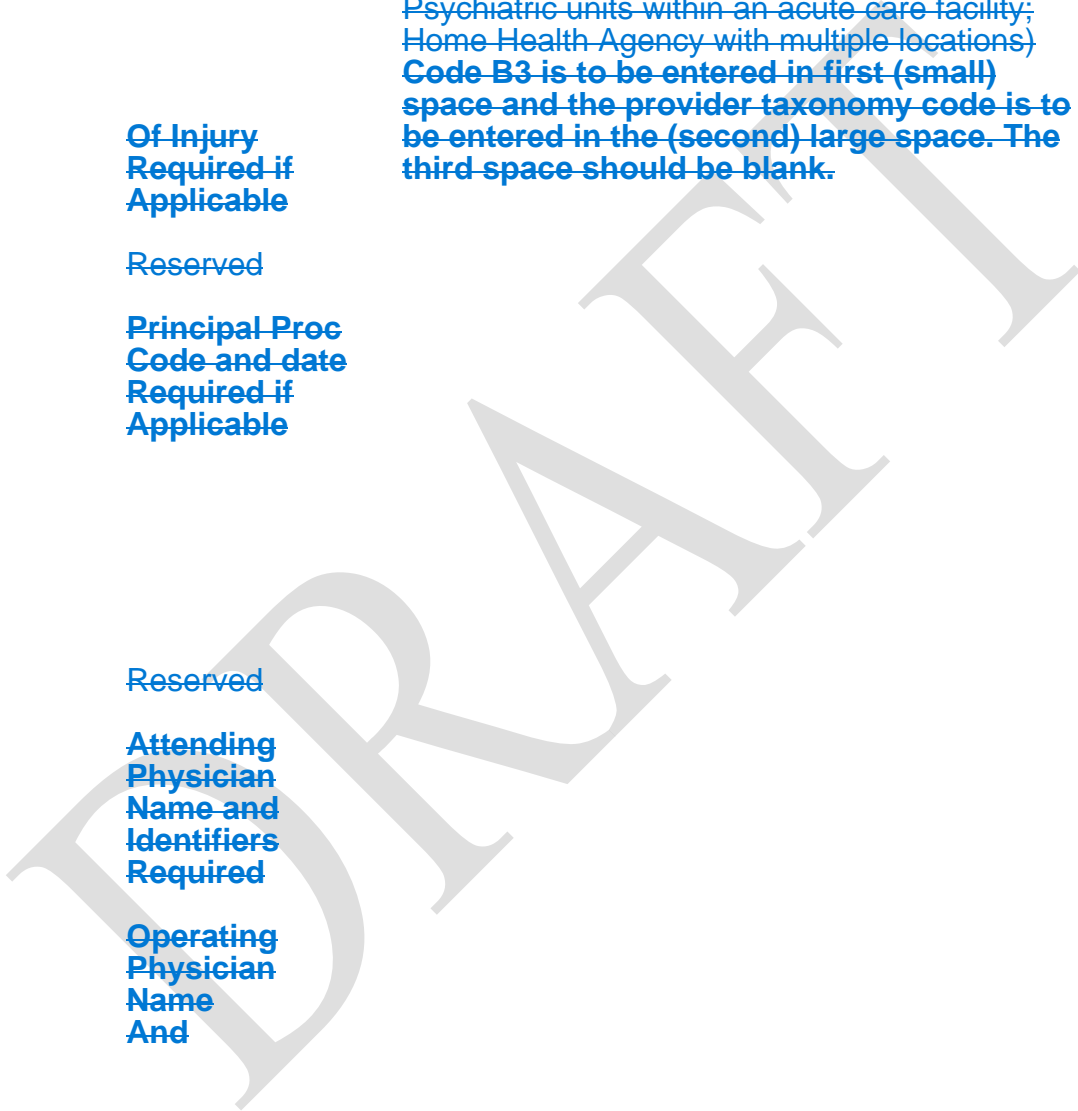 Psychiatric units within an acute care facility;
Home Health Agency with multiple locations)
Code B3 is to be entered in first (small)
space and the provider taxonomy code is to
be entered in the (second) large space. The
third space should be blank.
Of Injury
Required if
Applicable
Reserved
Principal Proc
Code and date
Required if
Applicable
Reserved
Attending
Physician
Name and
Identifiers
Required
Operating
Physician
Name
And
DRAFT